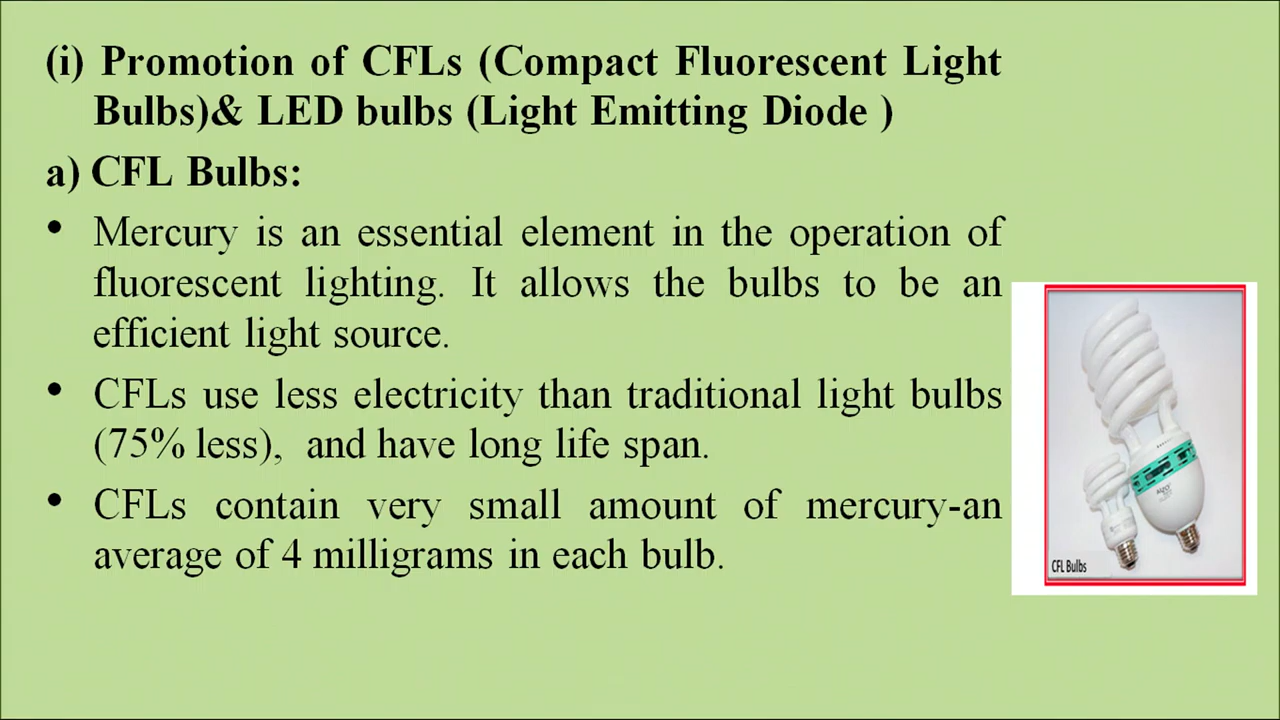 (i) Promotion of CFLs (Compact Fluorescent Light
Bulbs)& LED bulbs (Light Emitting Diode )
a) CFL Bulbs:
• Mercury is an essential element in the operation of
fluorescent lighting. It allows the bulbs to be an
efficient light source.
• CFLs use less electricity than traditional light bulbs
(75% less), and have long life span.
• CFLs contain very small amount of mercury-an
average of 4 milligrams in each bulb.
CFL Bulbs